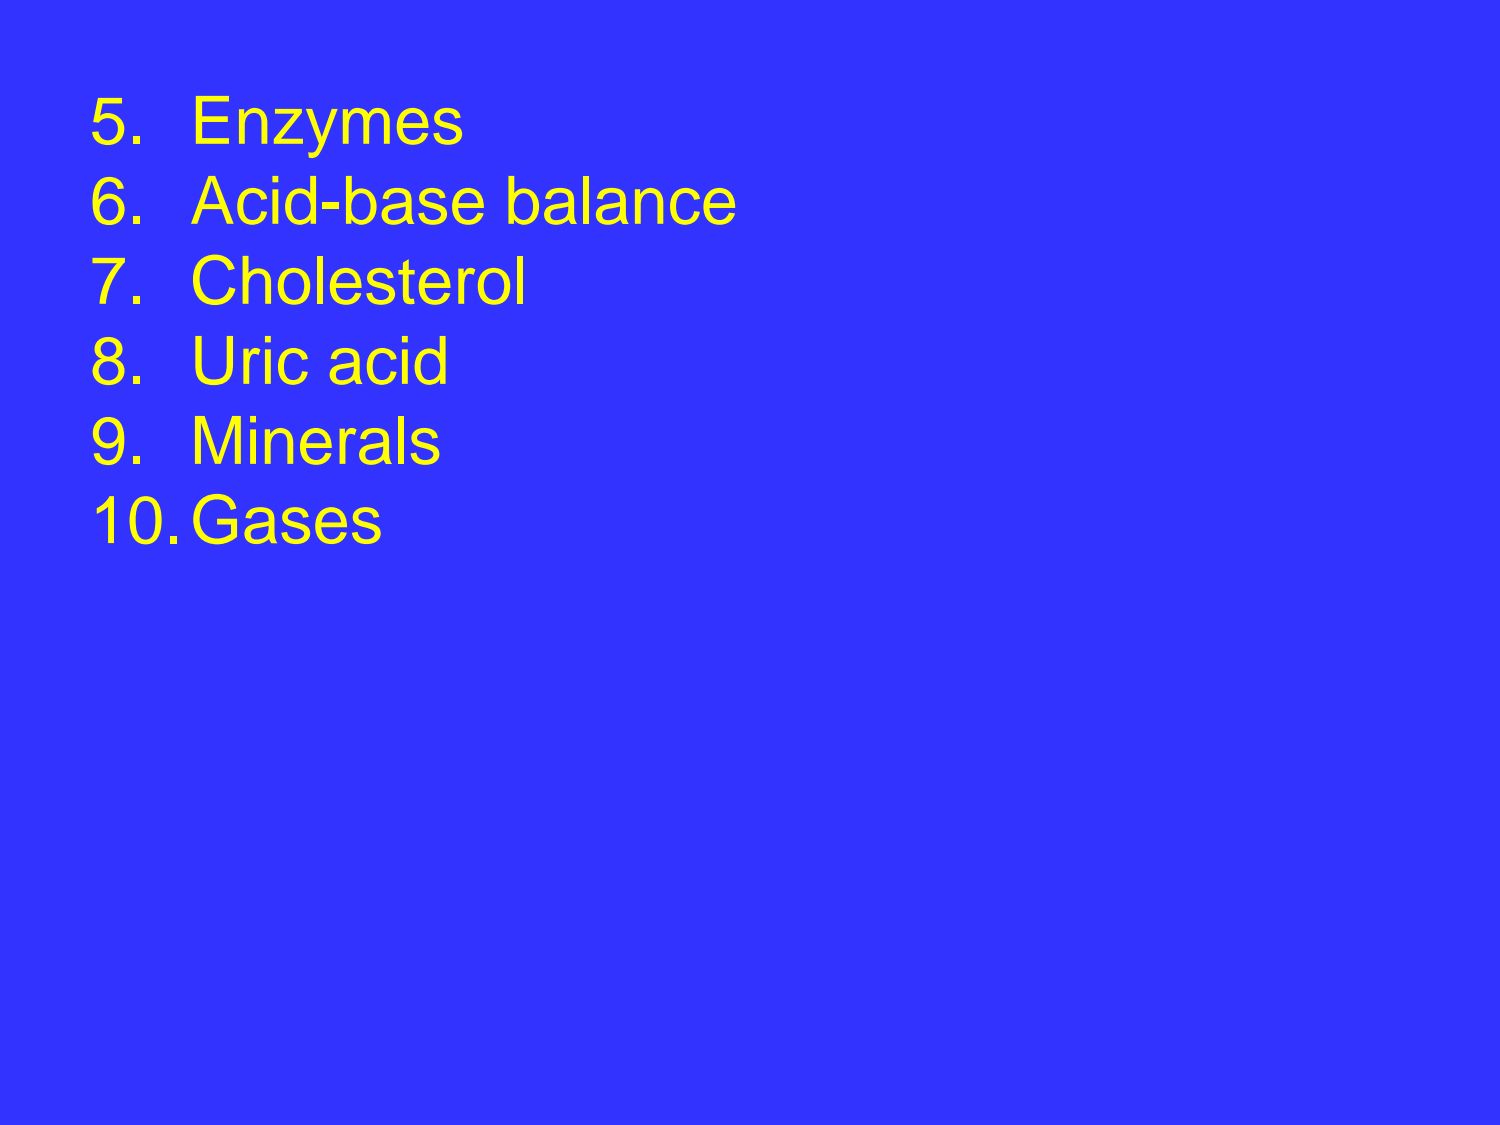 5. Enzymes
6. Acid-base balance
7. Cholesterol
8. Uric acid
9. Minerals
10. Gases